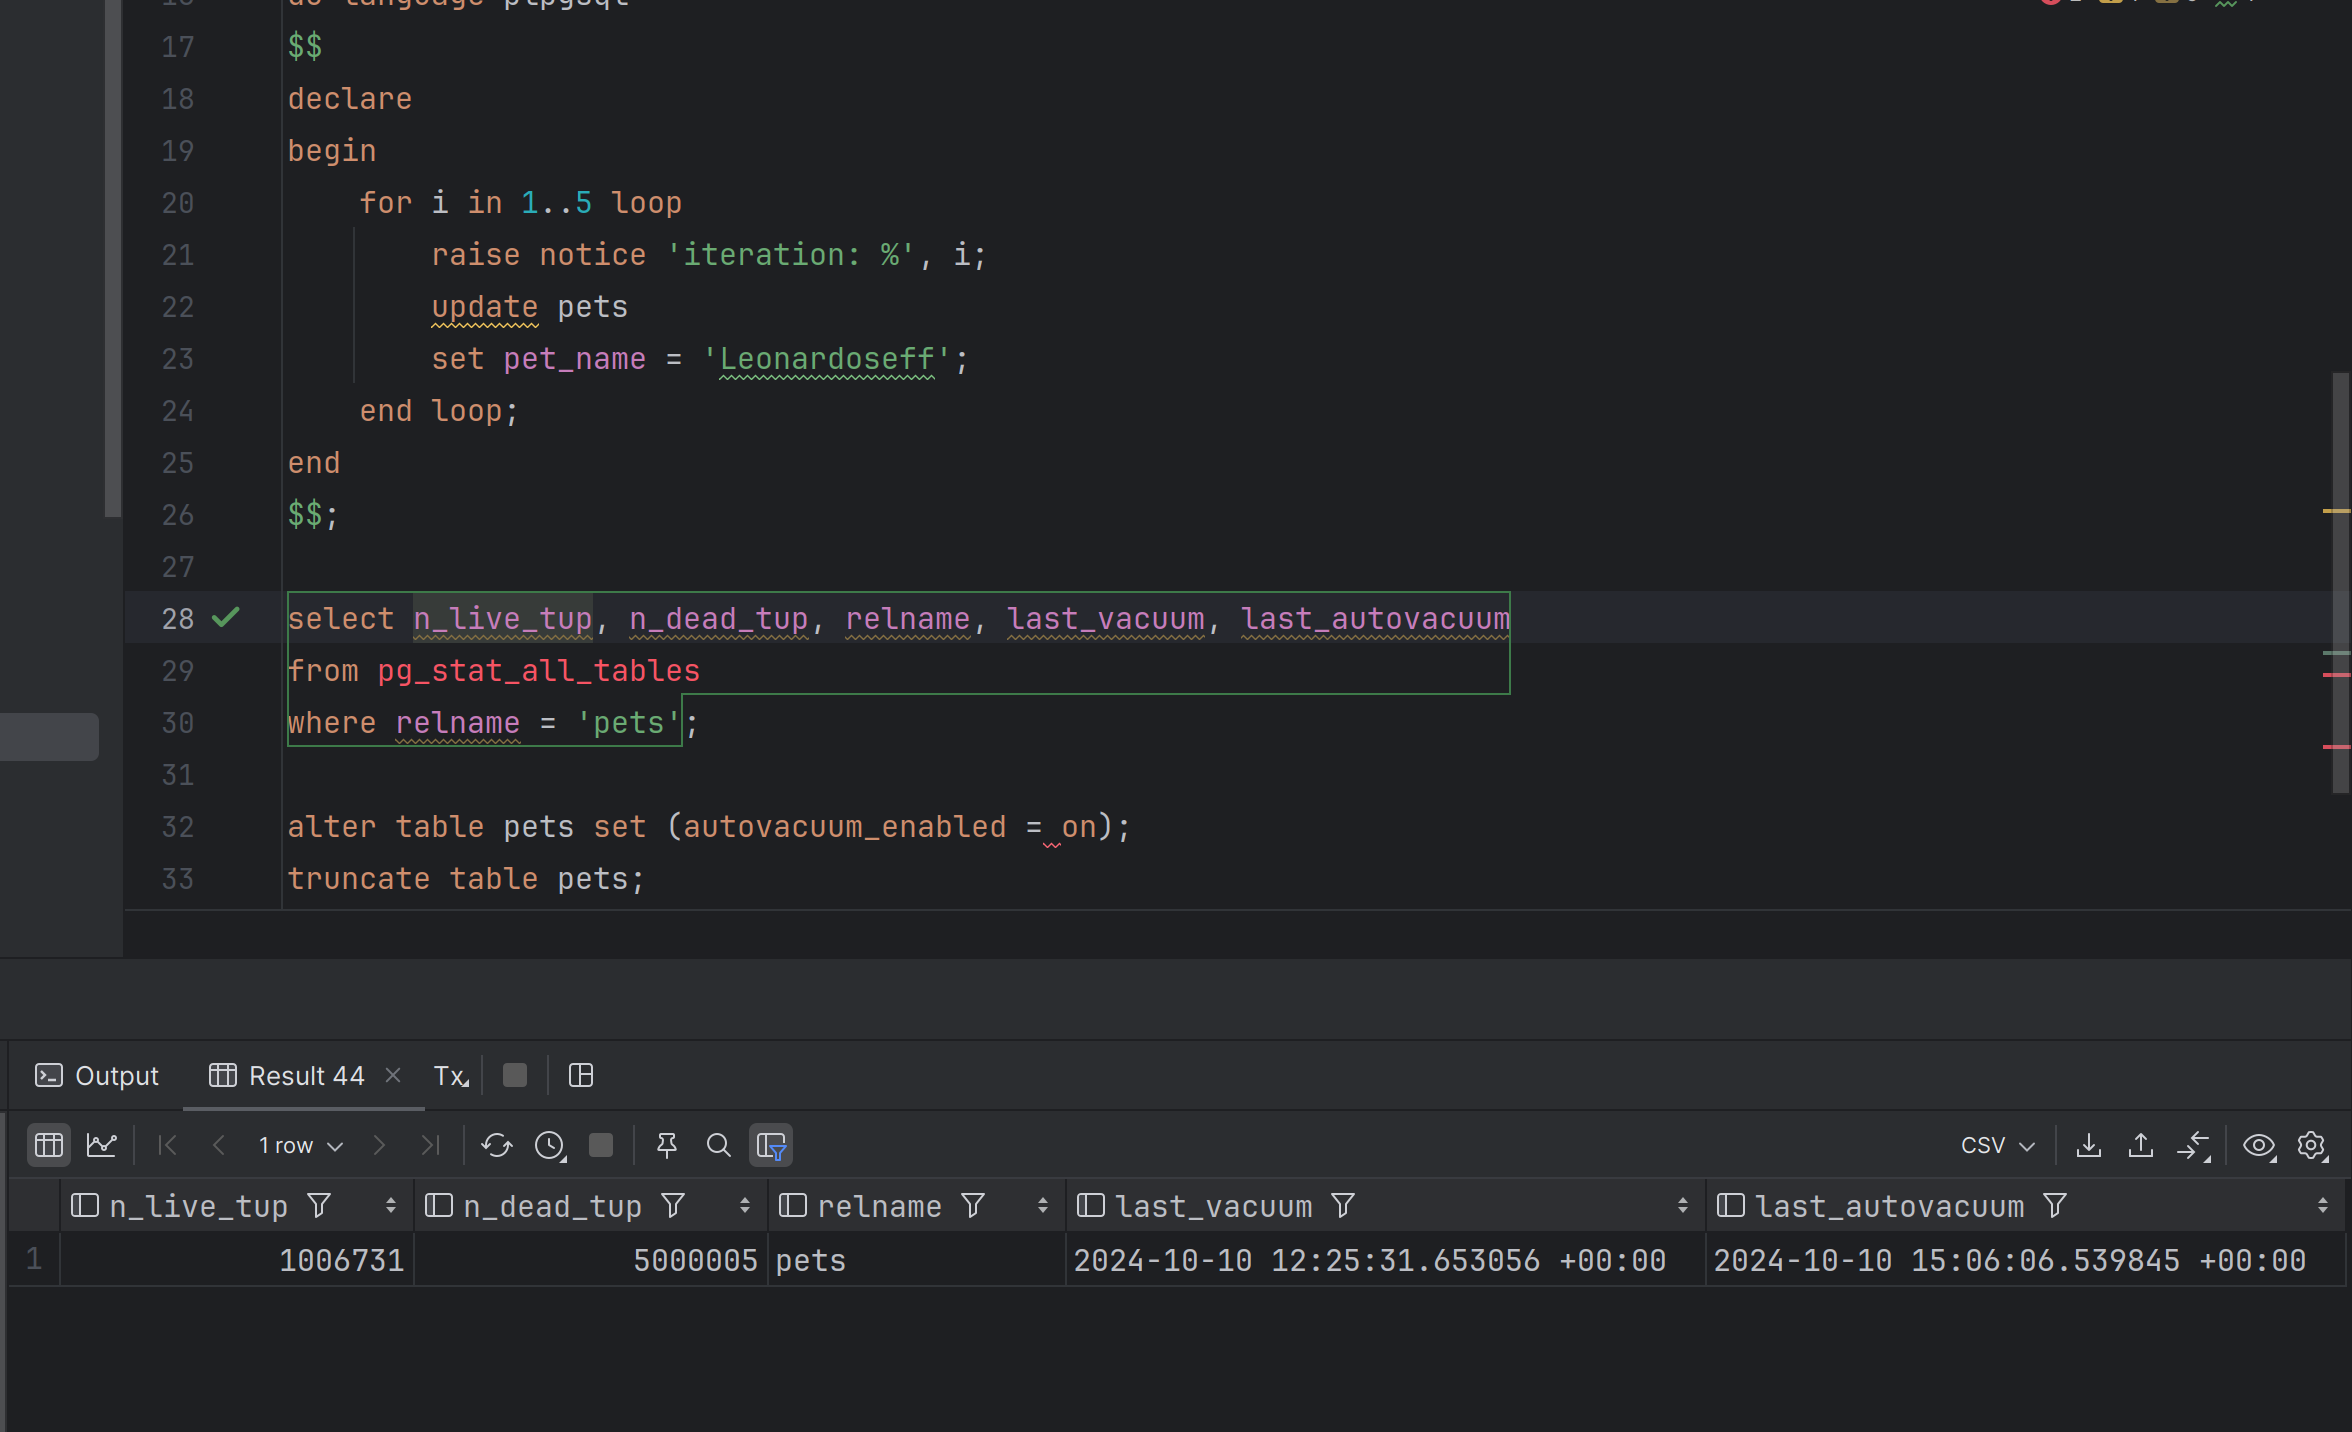 do language plpgsql
17 $$
18 declare
19 begin
20 for i in 1..5 loop
21 raise notice 'iteration: %', i;
22 update pets
23 set pet_name = 'Leonardoseff';
24 end loop;
25 end
26 $$;
27
28 select n_live_tup, n_dead_tup, relname, last_vacuum, last_autovacuum
29 from pg_stat_all_tables
30 where relname = 'pets';
31
32 alter table pets set (autovacuum_enabled = on);
33 truncate table pets;
Output Result 44 Tx
1 row CSV
n_live_tup n_dead_tup relname last_vacuum last_autovacuum
1 1006731 5000005 pets 2024-10-10 12:25:31.653056 +00:00 2024-10-10 15:06:06.539845 +00:00